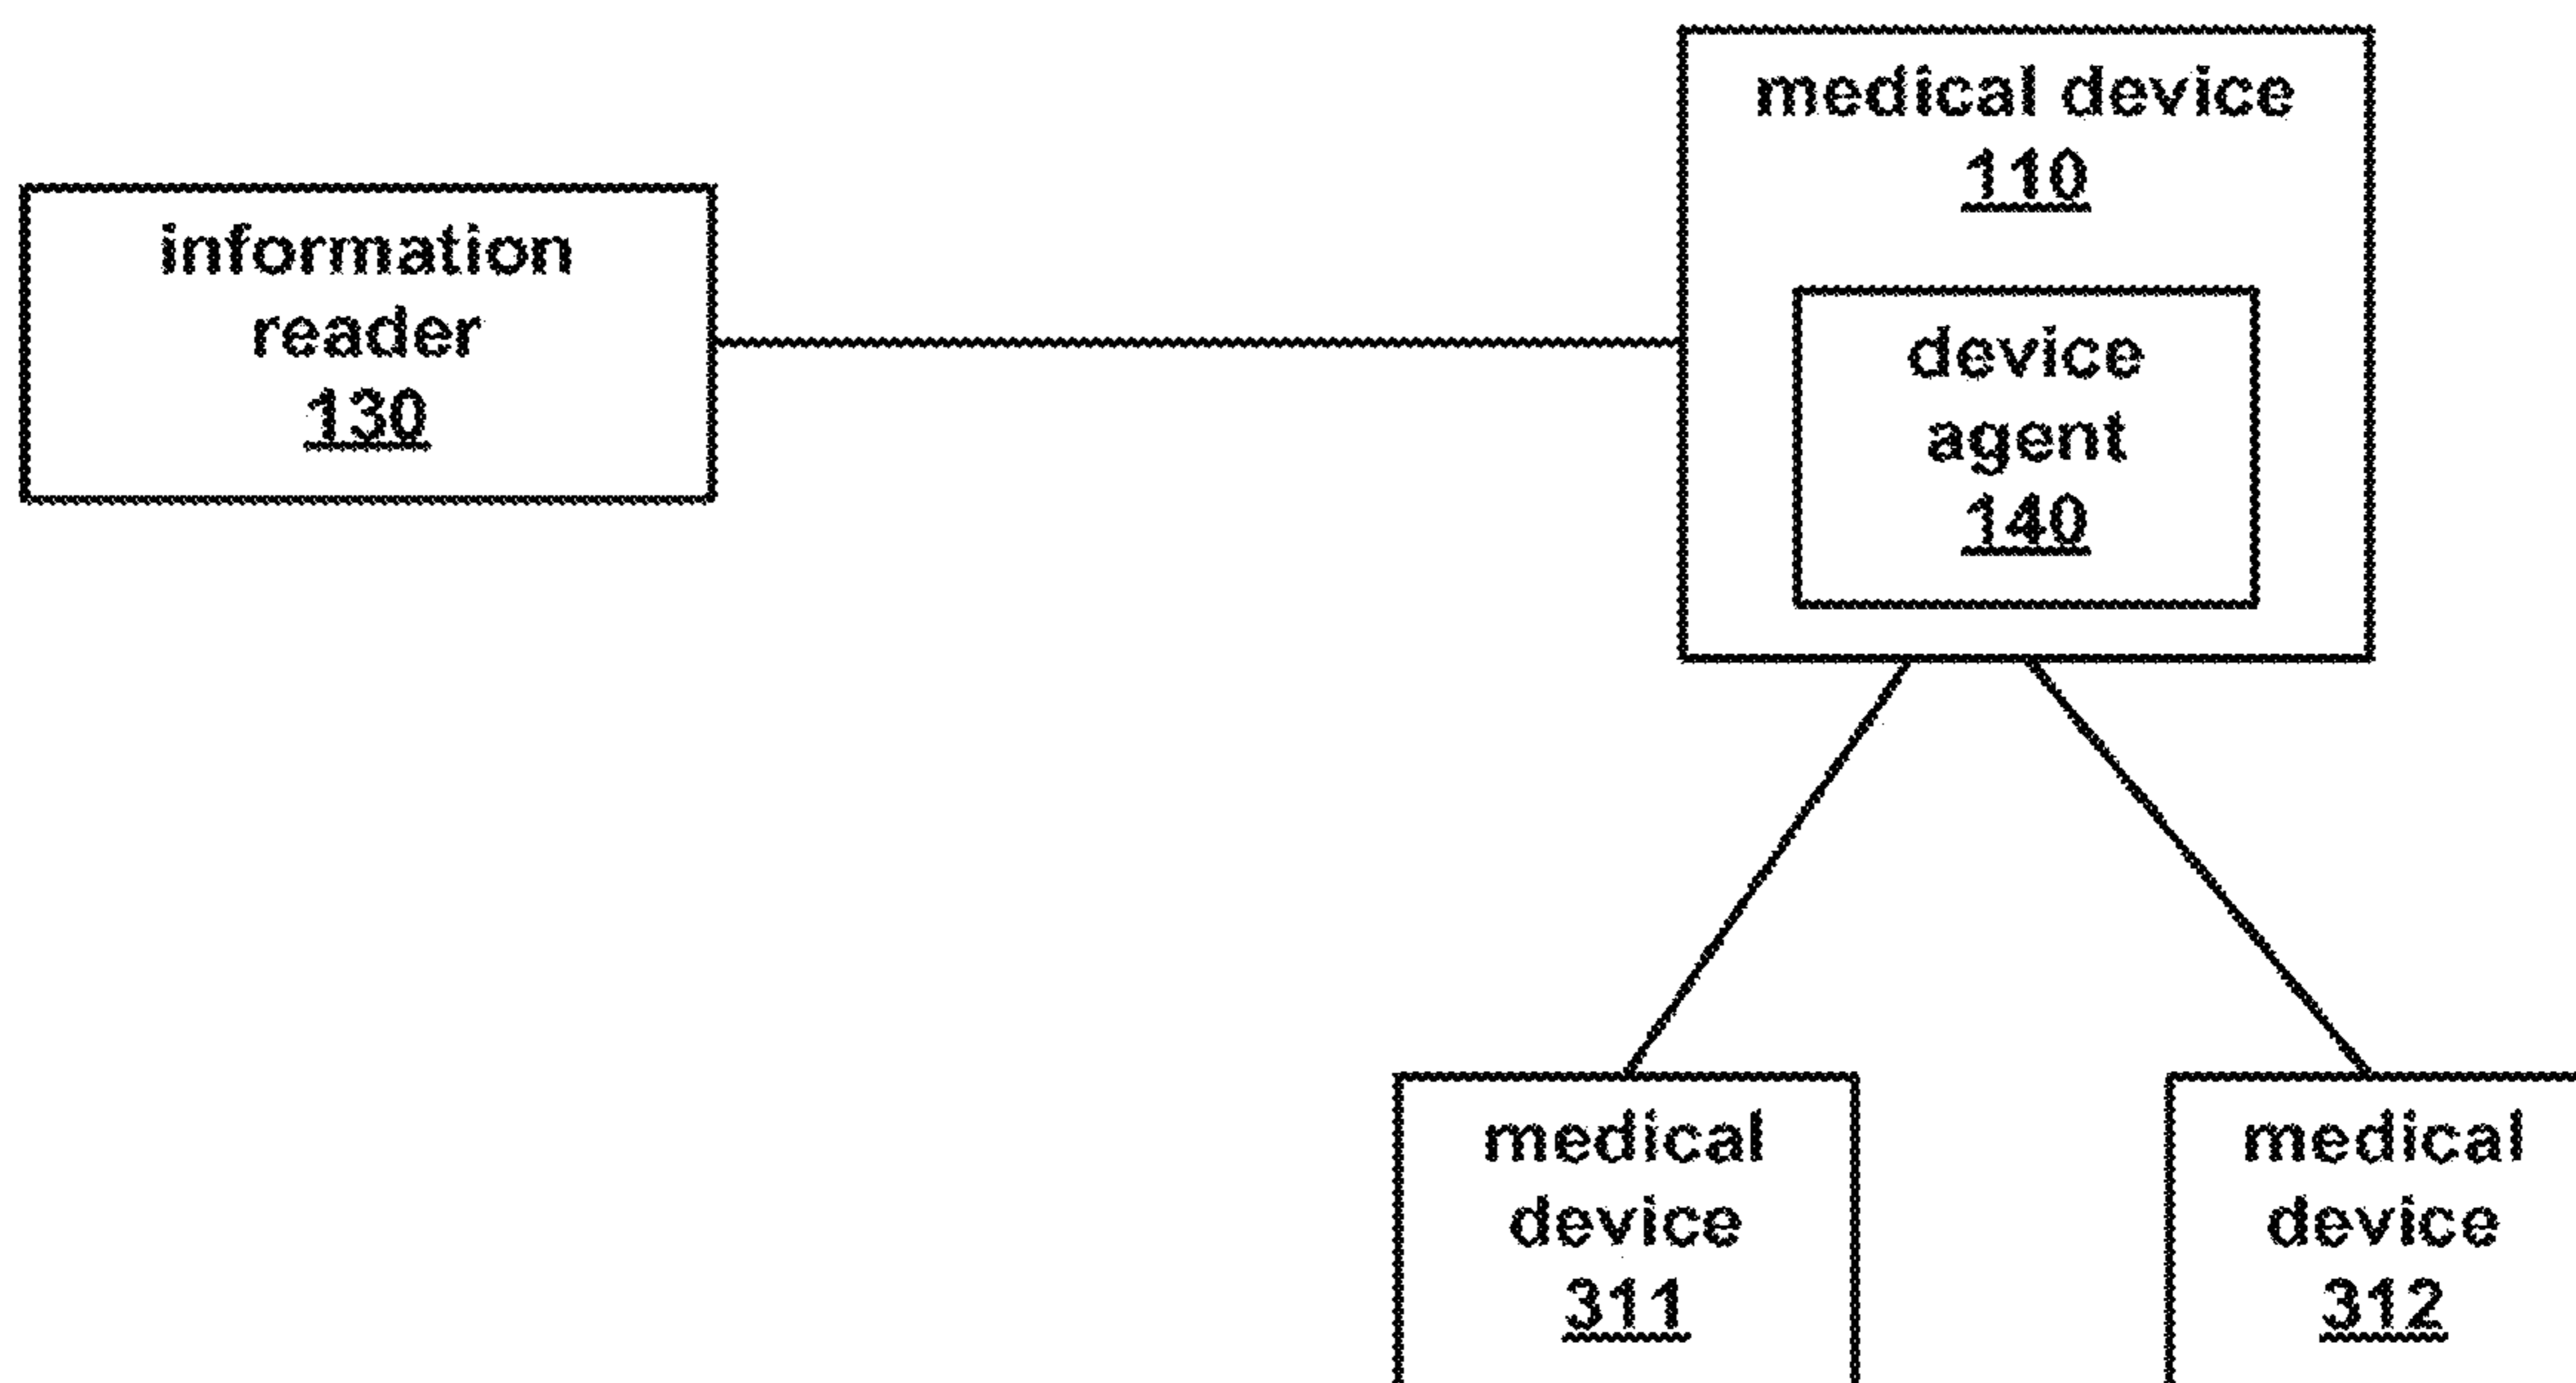 medical device
110
information
reader
130
device
agent
140
medical
device
311
medical
device
312